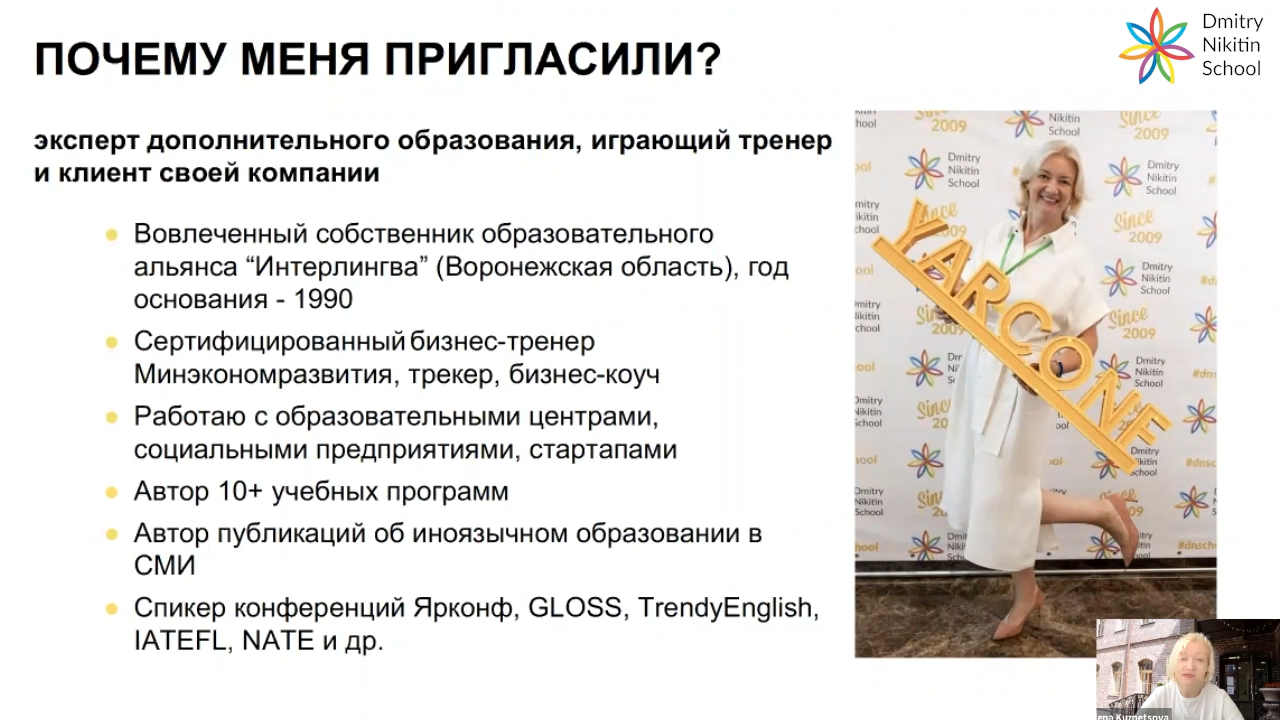 ПОЧЕМУ МЕНЯ ПРИГЛАСИЛИ?
Dmitry
Nikitin
School
эксперт дополнительного образования, играющий тренер
и клиент своей компании
Вовлеченный собственник образовательного
альянса “Интерлингва” (Воронежская область), год
основания - 1990
Сертифицированный бизнес-тренер
Минэкономразвития, трекер, бизнес-коуч
Работаю с образовательными центрами,
социальными предприятиями, стартапами
Автор 10+ учебных программ
Автор публикаций об иноязычном образовании в
СМИ
Спикер конференций Ярконф, GLOSS, TrendyEnglish,
IATEFL, NATE и др.
Since
2009
Dmitry
Nikitin
School
YARCONF
Kuznetsova